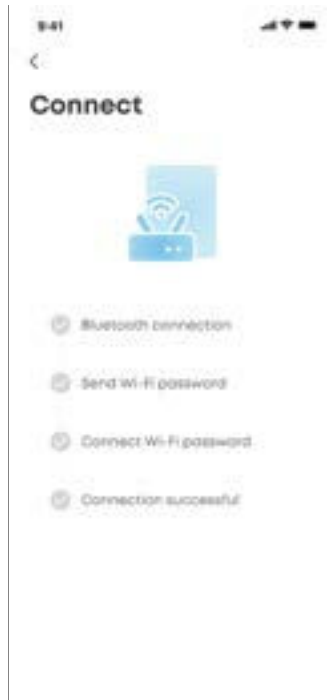 9:41
Connect
Bluetooth connection
Send Wi-Fi password
Connect Wi-Fi password
Connection successful